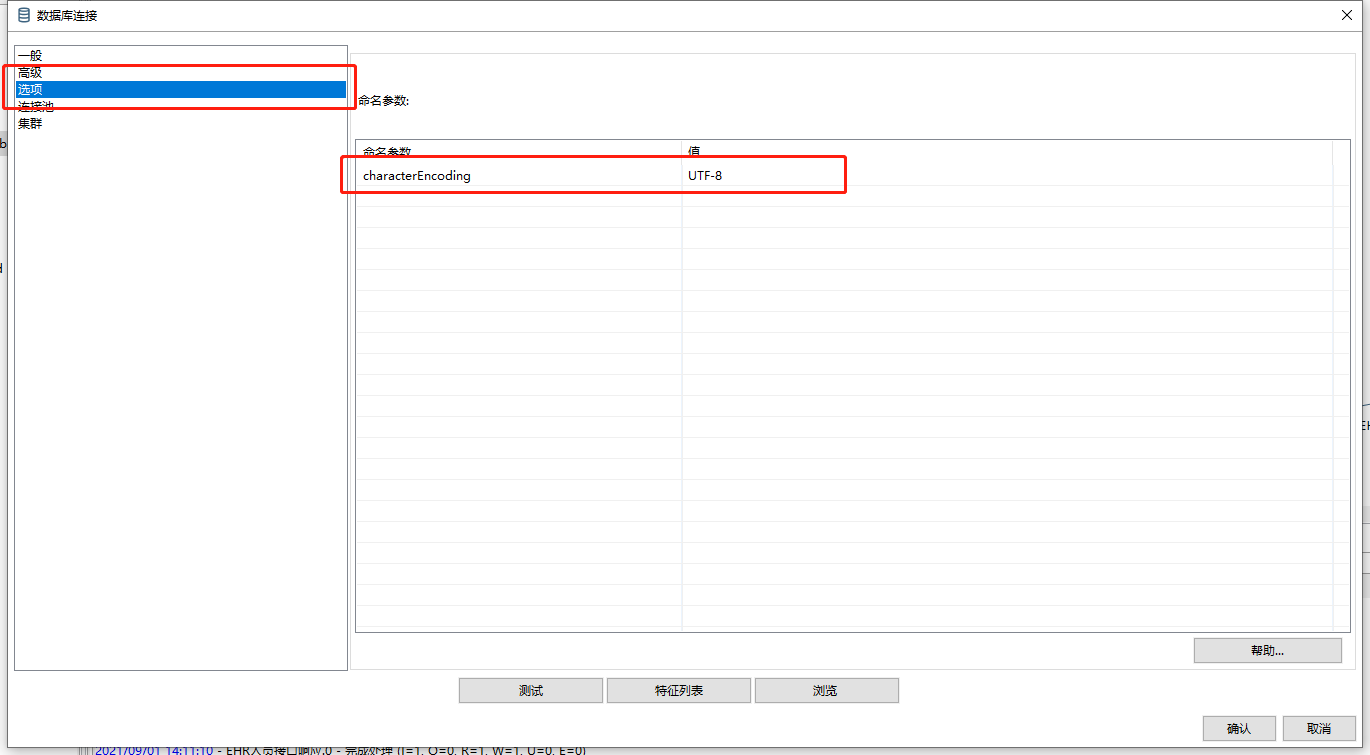 数据库连接
一般
高级
选项
连接池
集群
命名参数:
命名参数 值
characterEncoding UTF-8
帮助...
测试 特征列表 浏览
确认 取消
2021/09/01 14:11:10 - EHR人员接口响应.0 - 完成处理 (I=1, O=0, R=1, W=1, U=0, E=0)